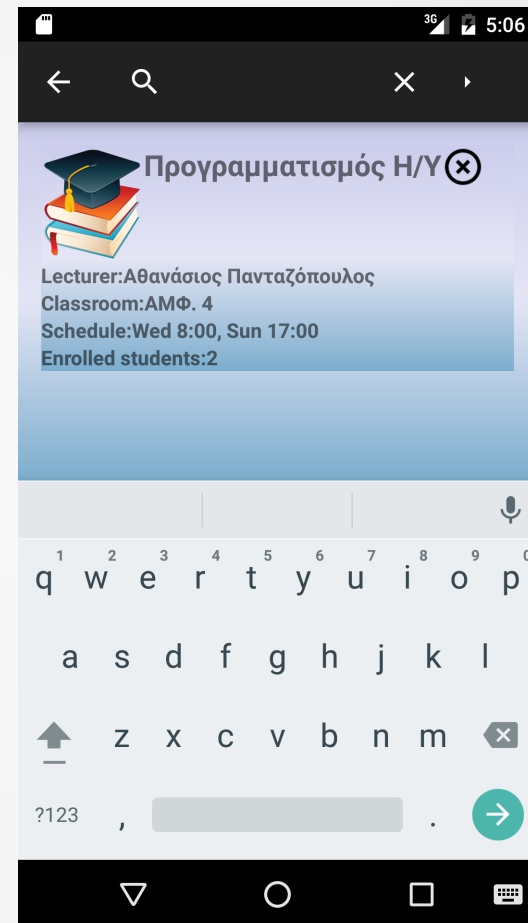 3G 5:06
Προγραμματισμός Η/Υ
Lecturer:Αθανάσιος Πανταζόπουλος
Classroom:ΑΜΦ. 4
Schedule:Wed 8:00, Sun 17:00
Enrolled students:2
1 2 3 4 5 6 7 8 9 0
q w e r t y u i o p
a s d f g h j k l
z x c v b n m
?123 , .